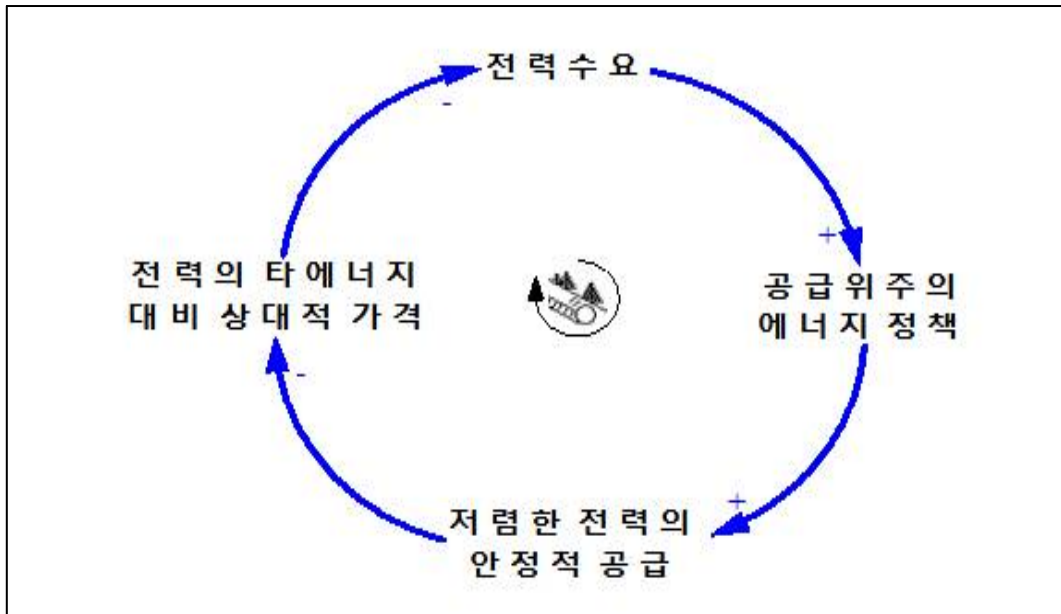 전력수요
-
+
전력의 타에너지
대비 상대적 가격
공급위주의
에너지 정책
-
+
저렴한 전력의
안정적 공급